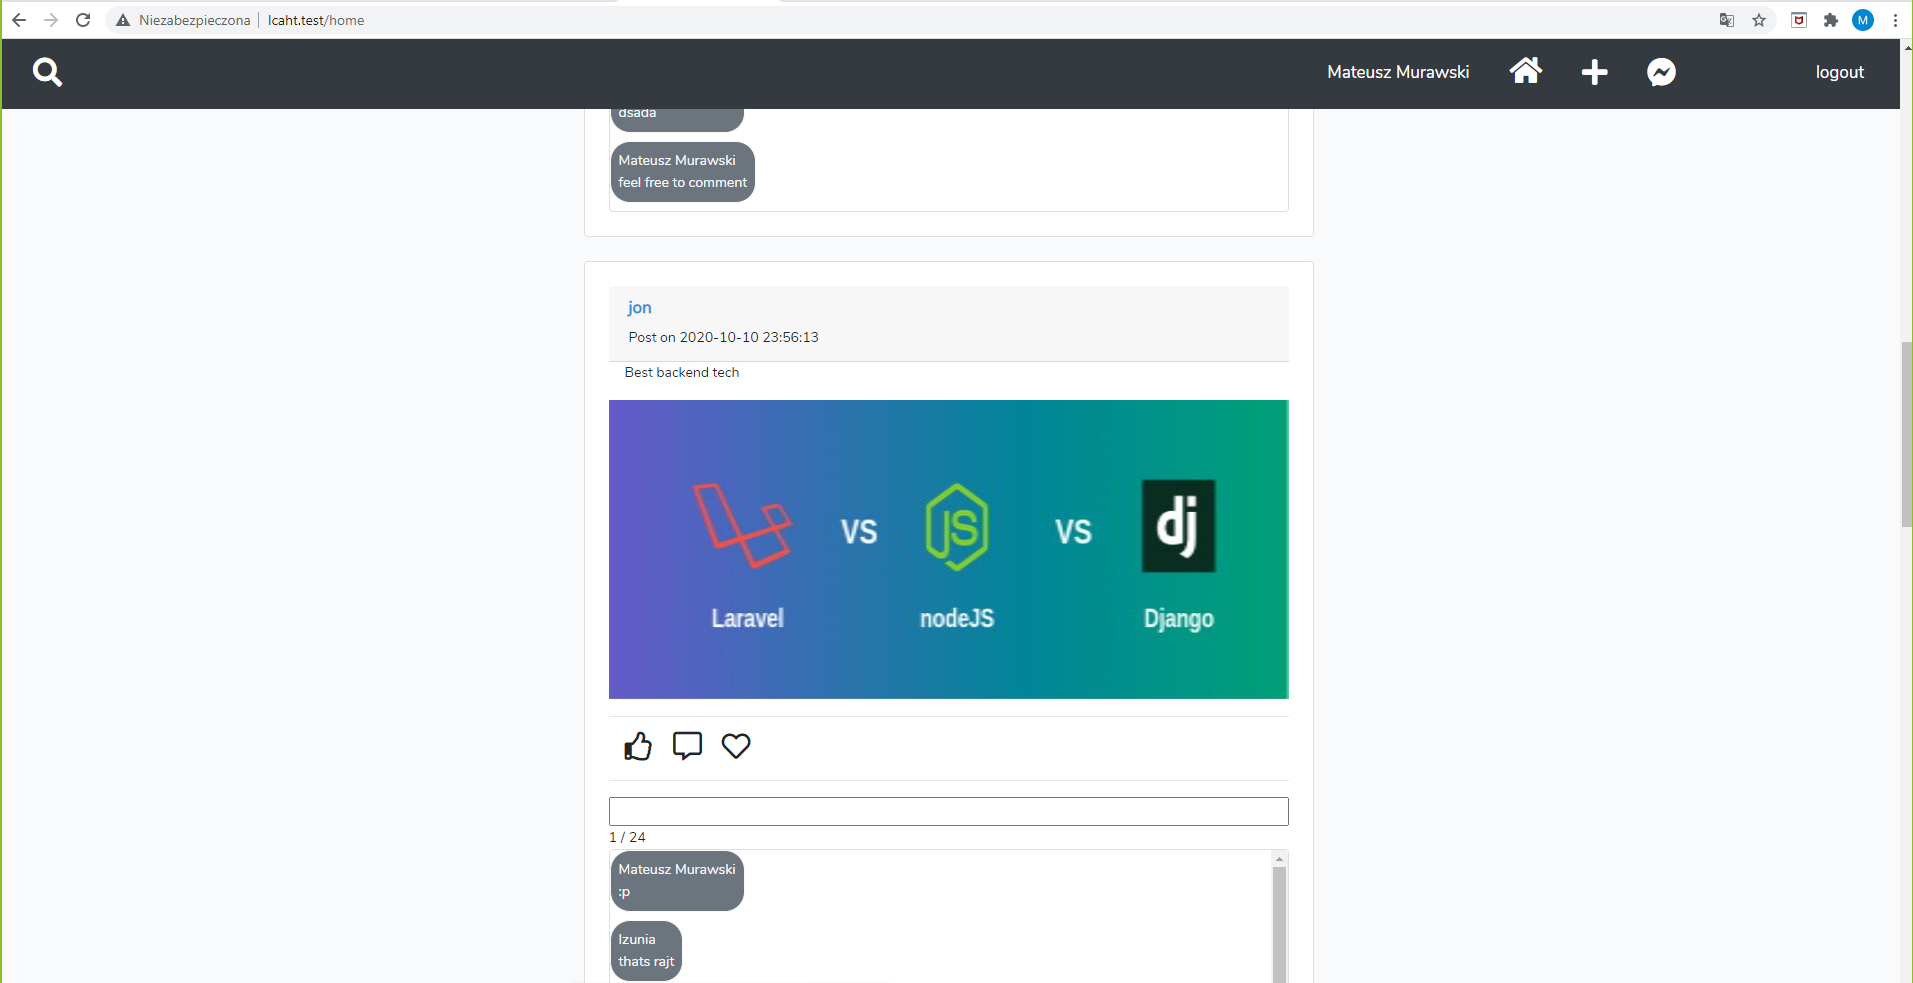 Niezabezpieczona
lcaht.test/home
M
Mateusz Murawski
logout
dsada
Mateusz Murawski
feel free to comment
jon
Post on 2020-10-10 23:56:13
Best backend tech
VS
JS
VS
dj
Laravel
nodeJS
Django
1 / 24
Mateusz Murawski
:p
Izunia
thats rajt